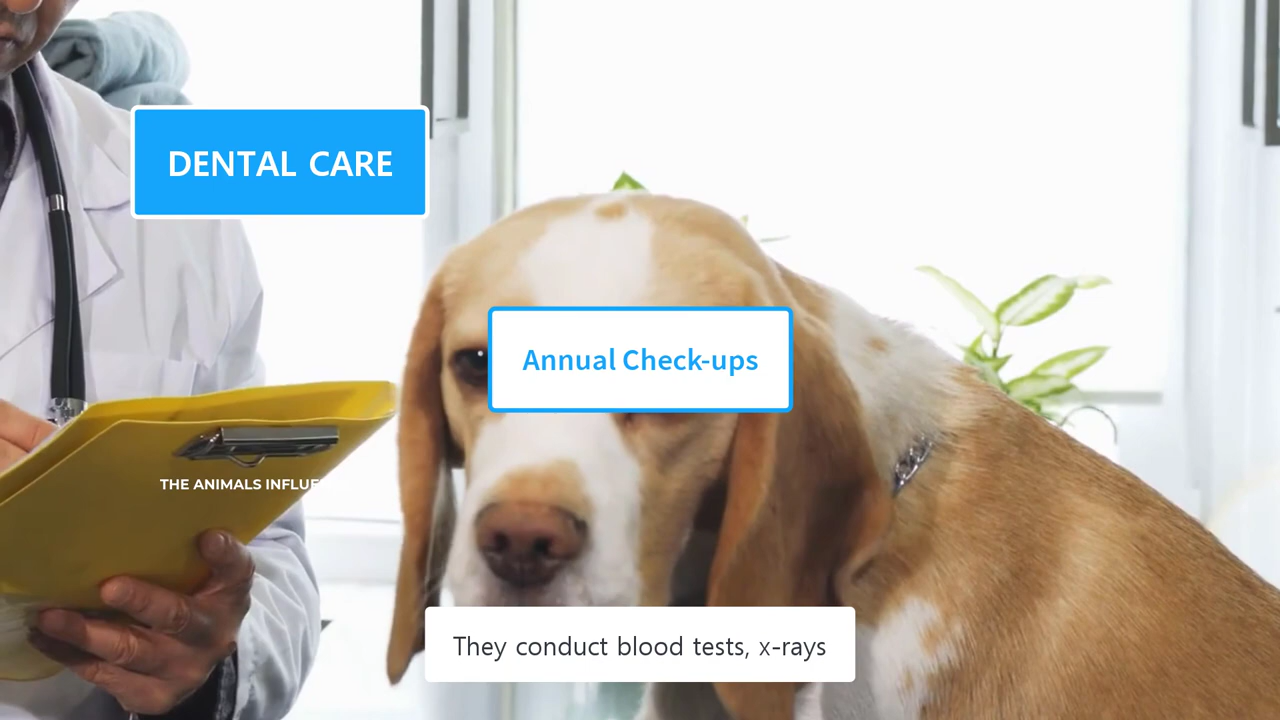 DENTAL CARE
Annual Check-ups
THE ANIMALS
They conduct blood tests, x-rays